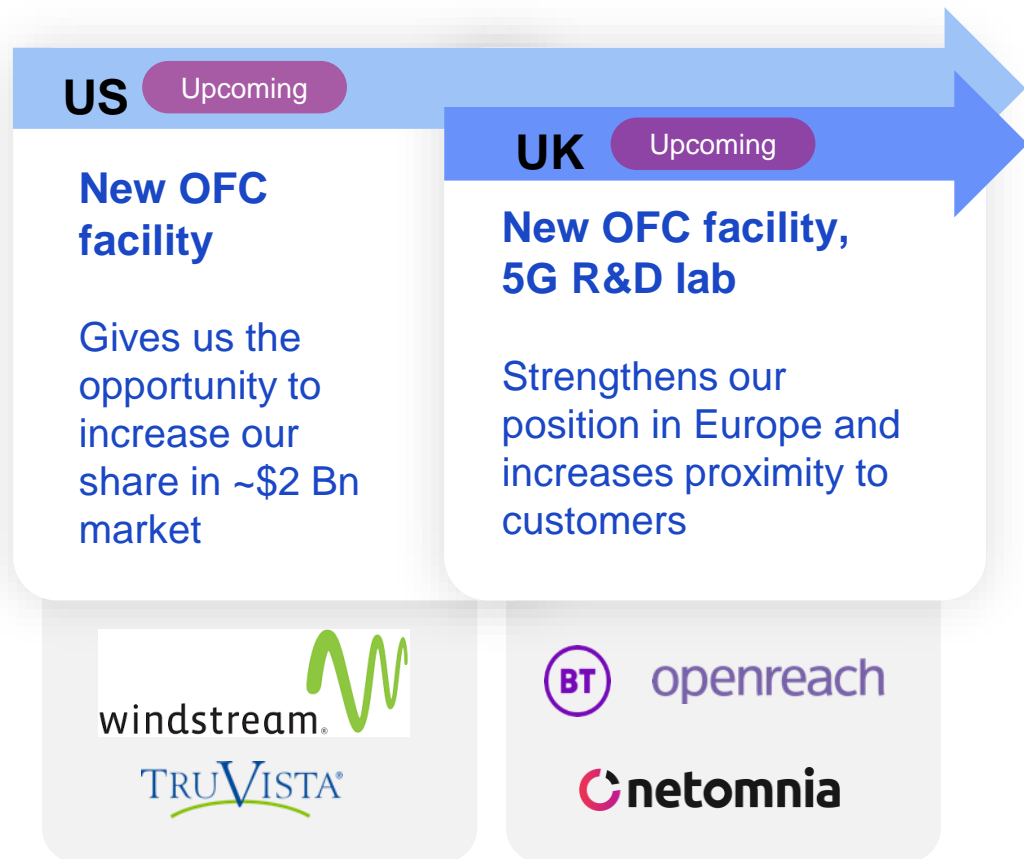 US
Upcoming
New OFC
facility
Gives us the
opportunity to
increase our
share in ~$2 Bn
market
windstream®
TRUVISTA®
UK
Upcoming
New OFC facility,
5G R&D lab
Strengthens our
position in Europe and
increases proximity to
customers
BT
openreach
netomnia